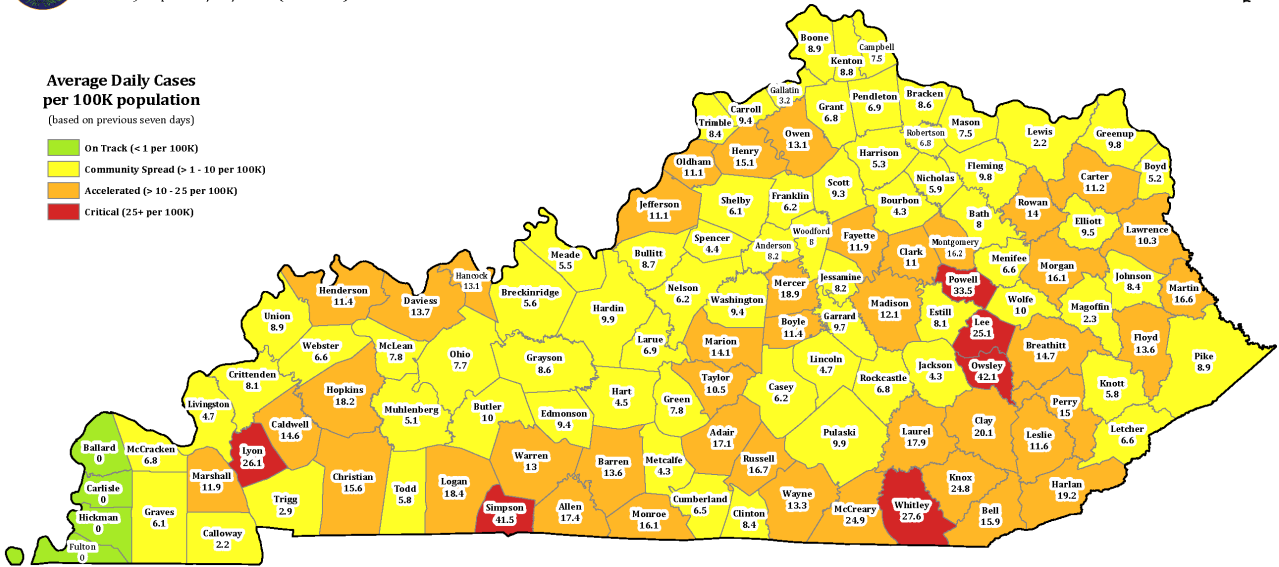 Average Daily Cases
per 100K population
(based on previous seven days)
On Track (< 1 per 100K)
Community Spread (> 1 - 10 per 100K)
Accelerated (> 10 - 25 per 100K)
Critical (25+ per 100K)
Boone
8.9
Kenton
8.8
Campbell
7.5
Gallatin
3.2
Carroll
9.4
Trimble
8.4
Grant
6.8
Pendleton
6.9
Bracken
8.6
Owen
13.1
Henry
15.1
Oldham
11.1
Robertson
6.8
Mason
7.5
Lewis
2.2
Greenup
9.8
Boyd
5.2
Harrison
5.3
Fleming
9.8
Carter
11.2
Nicholas
5.9
Scott
9.3
Franklin
6.2
Shelby
6.1
Jefferson
11.1
Bourbon
4.3
Bath
8
Rowan
14
Elliott
9.5
Lawrence
10.3
Spencer
4.4
Anderson
8.2
Woodford
8
Fayette
11.9
Clark
11
Montgomery
16.2
Menifee
6.6
Morgan
16.1
Johnson
8.4
Martin
16.6
Meade
5.5
Bullitt
8.7
Hancock
13.1
Henderson
11.4
Daviess
13.7
Breckinridge
5.6
Nelson
6.2
Washington
9.4
Mercer
18.9
Jessamine
8.2
Madison
12.1
Powell
33.5
Estill
8.1
Wolfe
10
Magoffin
2.3
Hardin
9.9
Union
8.9
Boyle
11.4
Garrard
9.7
Lee
25.1
Breathitt
14.7
Floyd
13.6
Pike
8.9
Webster
6.6
McLean
7.8
Ohio
7.7
Grayson
8.6
Larue
6.9
Marion
14.1
Lincoln
4.7
Rockcastle
6.8
Jackson
4.3
Owsley
42.1
Knott
5.8
Crittenden
8.1
Hopkins
18.2
Taylor
10.5
Casey
6.2
Hart
4.5
Green
7.8
Perry
15
Livingston
4.7
Muhlenberg
5.1
Butler
10
Edmonson
9.4
Caldwell
14.6
Adair
17.1
Pulaski
9.9
Laurel
17.9
Clay
20.1
Leslie
11.6
Letcher
6.6
Ballard
0
McCracken
6.8
Lyon
26.1
Warren
13
Barren
13.6
Metcalfe
4.3
Russell
16.7
Marshall
11.9
Christian
15.6
Todd
5.8
Logan
18.4
Knox
24.8
Harlan
19.2
Carlisle
0
Trigg
2.9
Graves
6.1
Hickman
0
Simpson
41.5
Allen
17.4
Monroe
16.1
Cumberland
6.5
Clinton
8.4
Wayne
13.3
McCreary
24.9
Whitley
27.6
Bell
15.9
Calloway
2.2
Fulton
0